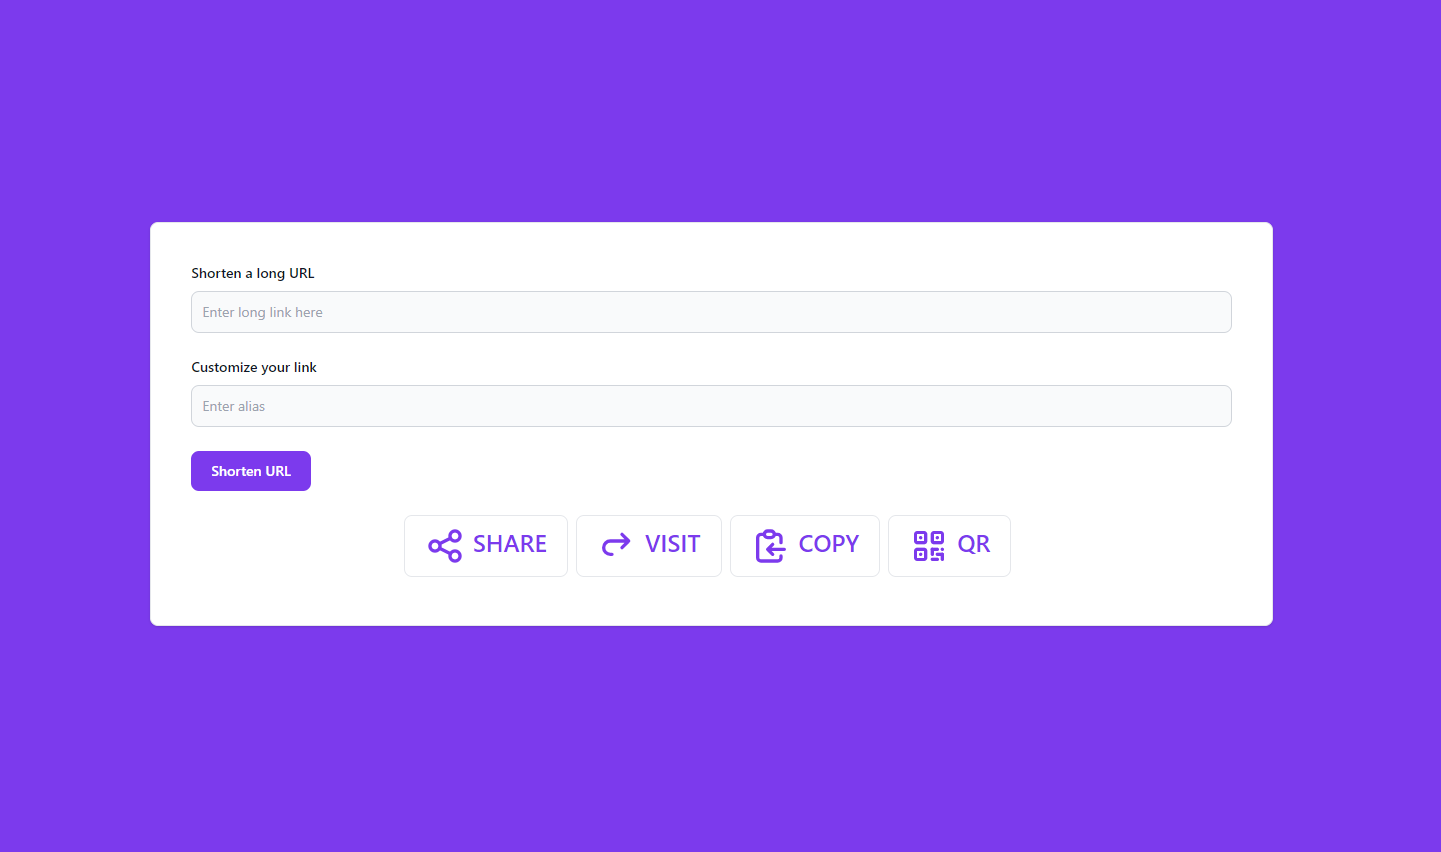 Shorten a long URL
Enter long link here
Customize your link
Enter alias
Shorten URL
SHARE VISIT COPY QR